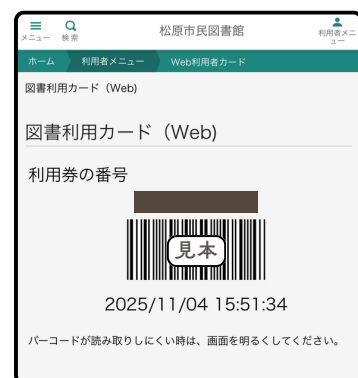 メニュー
検索
松原市民図書館
利用者メニ
ュー
ホーム
利用者メニュー
Web利用者カード
図書利用カード（Web）
図書利用カード（Web）
利用券の番号
見本
2025/11/04 15:51:34
バーコードが読み取りしにくい時は、画面を明るくしてください。